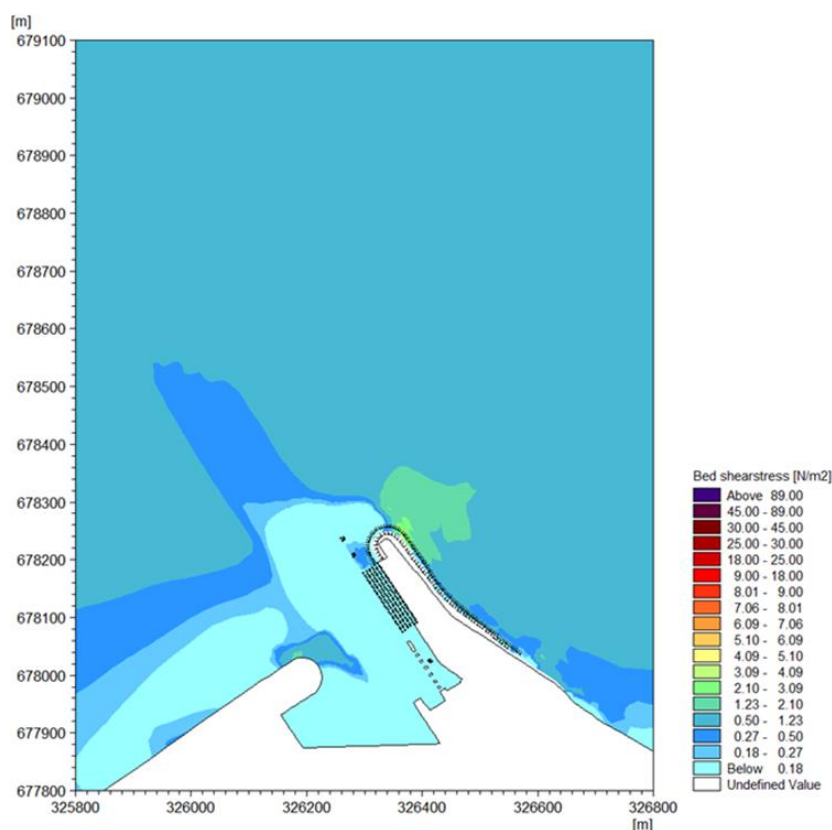 [m]
679100
679000
678900
678800
678700
678600
678500
678400
678300
678200
678100
678000
677900
677800
325800 326000 326200 326400 326600 326800
[m]
Bed shearstress [N/m2]
Above 89.00
45.00 - 89.00
30.00 - 45.00
25.00 - 30.00
18.00 - 25.00
9.00 - 18.00
8.01 - 9.00
7.06 - 8.01
6.09 - 7.06
5.10 - 6.09
4.09 - 5.10
3.09 - 4.09
2.10 - 3.09
1.23 - 2.10
0.50 - 1.23
0.27 - 0.50
0.18 - 0.27
Below 0.18
Undefined Value